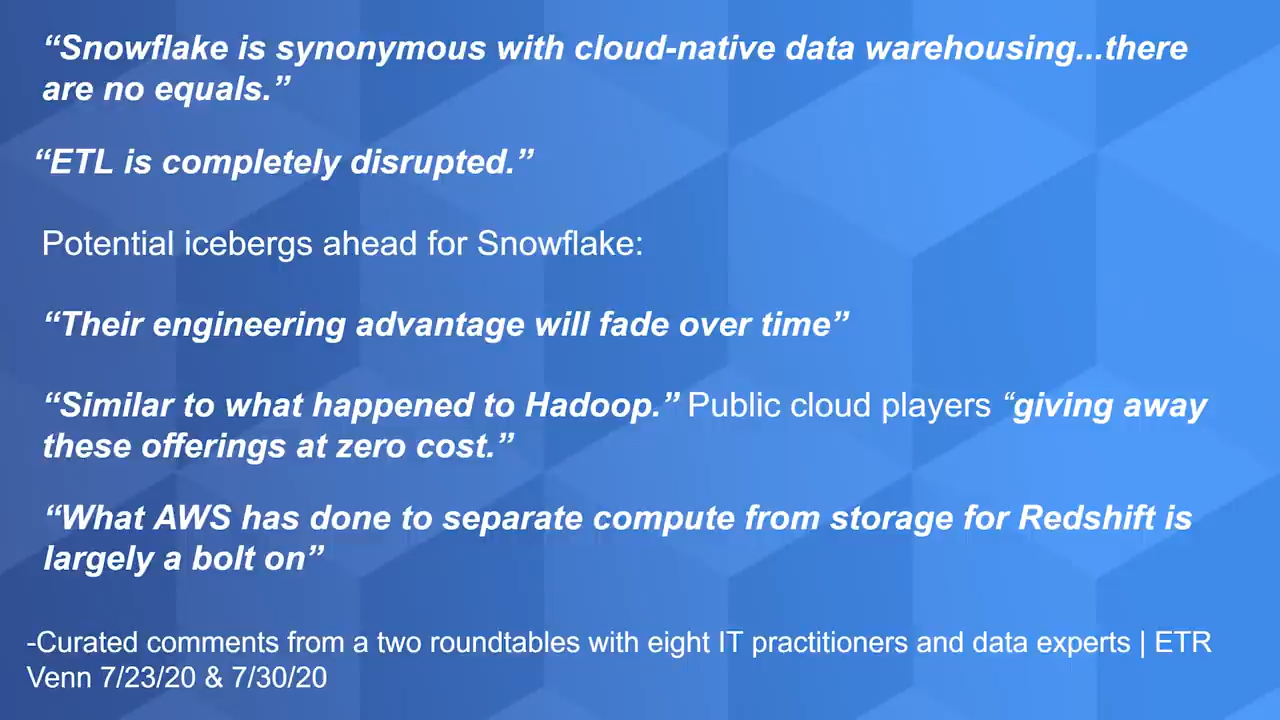 “Snowflake is synonymous with cloud-native data warehousing...there
are no equals.”
“ETL is completely disrupted.”
Potential icebergs ahead for Snowflake:
“Their engineering advantage will fade over time”
“Similar to what happened to Hadoop.” Public cloud players “giving away
these offerings at zero cost.”
“What AWS has done to separate compute from storage for Redshift is
largely a bolt on”
-Curated comments from a two roundtables with eight IT practitioners and data experts | ETR
Venn 7/23/20 & 7/30/20